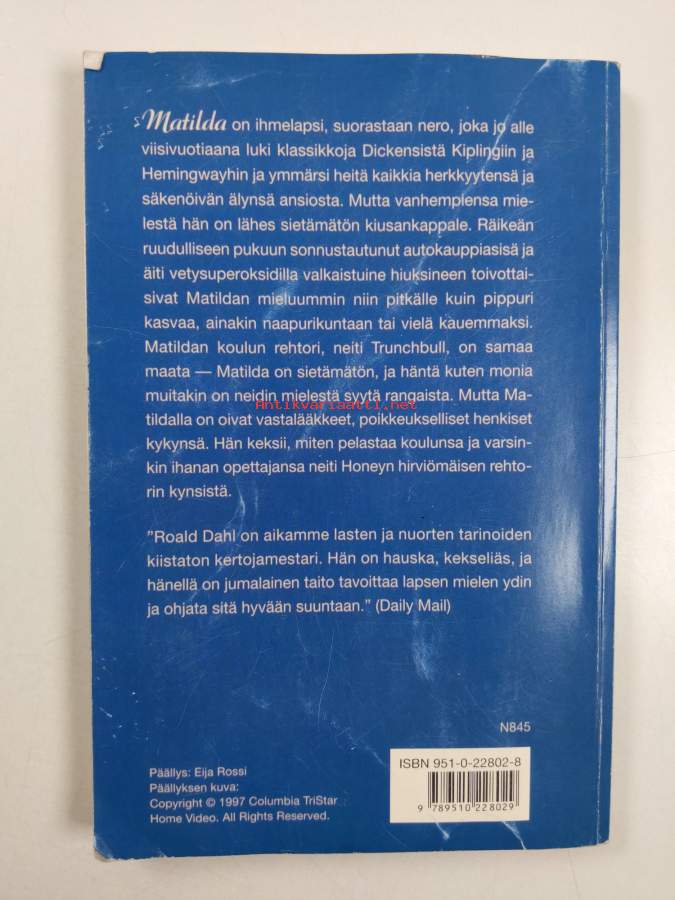 Matilda on ihmelapsi, suorastaan nero, joka jo alle
viisivuotiaana luki klassikkoja Dickensistä Kiplingiin ja
Hemingwayhin ja ymmärsi heitä kaikkia herkkyytensä ja
säkenöivän älynsä ansiosta. Mutta vanhempiensa mie-
lestä hän on lähes sietämätön kiusankappale. Räikeän
ruudulliseen pukuun sonnustautunut autokauppiasisä ja
äiti vetysuperoksidilla valkaistuine hiuksineen toivottai-
sivat Matildan mieluummin niin pitkälle kuin pippuri
kasvaa, ainakin naapurikuntaan tai vielä kauemmaksi.
Matildan koulun rehtori, neiti Trunchbull, on samaa
maata — Matilda on sietämätön, ja häntä kuten monia
muitakin on neidin mielestä syytä rangaista. Mutta Ma-
Antikvariaatti.net
tildalla on oivat vastalääkkeet, poikkeukselliset henkiset
kykynsä. Hän keksii, miten pelastaa koulunsa ja varsin-
kin ihanan opettajansa neiti Honeyn hirviömäisen rehto-
rin kynsistä.
"Roald Dahl on aikamme lasten ja nuorten tarinoiden
kiistaton kertojamestari. Hän on hauska, kekseliäs, ja
hänellä on jumalainen taito tavoittaa lapsen mielen ydin
ja ohjata sitä hyvään suuntaan." (Daily Mail)
N845
ISBN 951-0-22802-8
9 789510 228029
Päällys: Eija Rossi
Päällyksen kuva:
Copyright © 1997 Columbia TriStar
Home Video. All Rights Reserved.